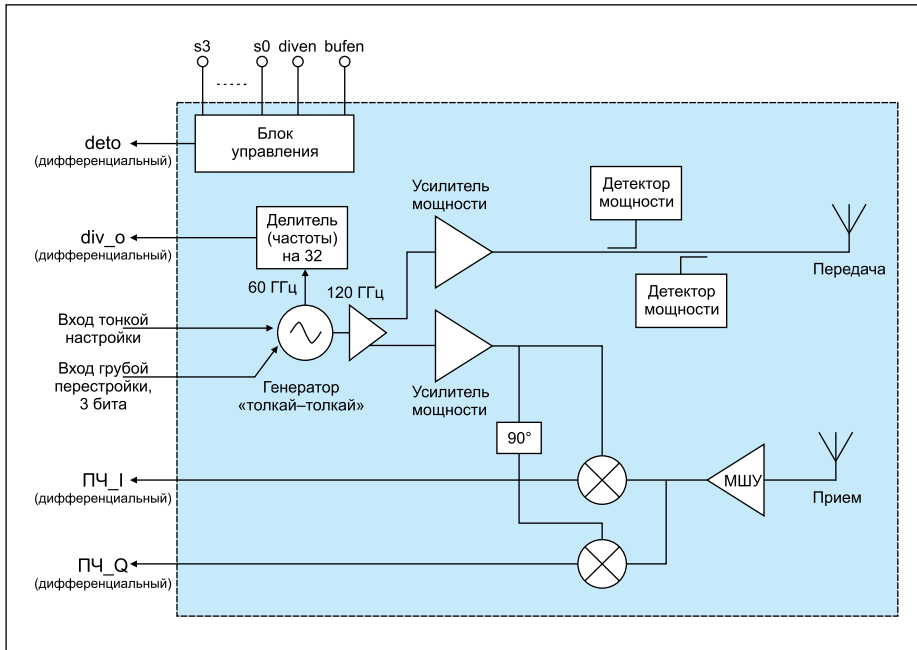 s3 s0 diven bufen
Блок
управления
deto
(дифференциальный)
Усилитель
мощности
Детектор
мощности
Делитель
(частоты)
на 32
div_o
(дифференциальный)
Передача
60 ГГц
120 ГГц
Детектор
мощности
Вход тонкой
настройки
Вход грубой
перестройки,
3 бита
Генератор
«толкай–толкай»
Усилитель
мощности
90°
ПЧ_I
(дифференциальный)
МШУ
Прием
ПЧ_Q
(дифференциальный)